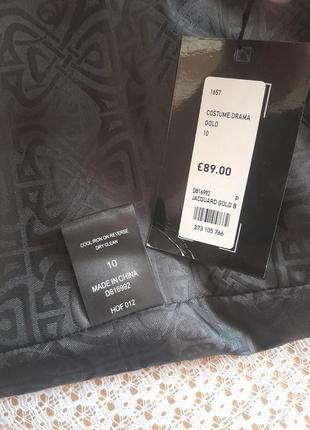 1657
COSTUME DRAMA
GOLD
10
£89.00
D816992 P
JACQUARD GOLD B
273 105 766
COOL IRON ON REVERSE
DRY CLEAN
10
MADE IN CHINA
D816992
HOF 012